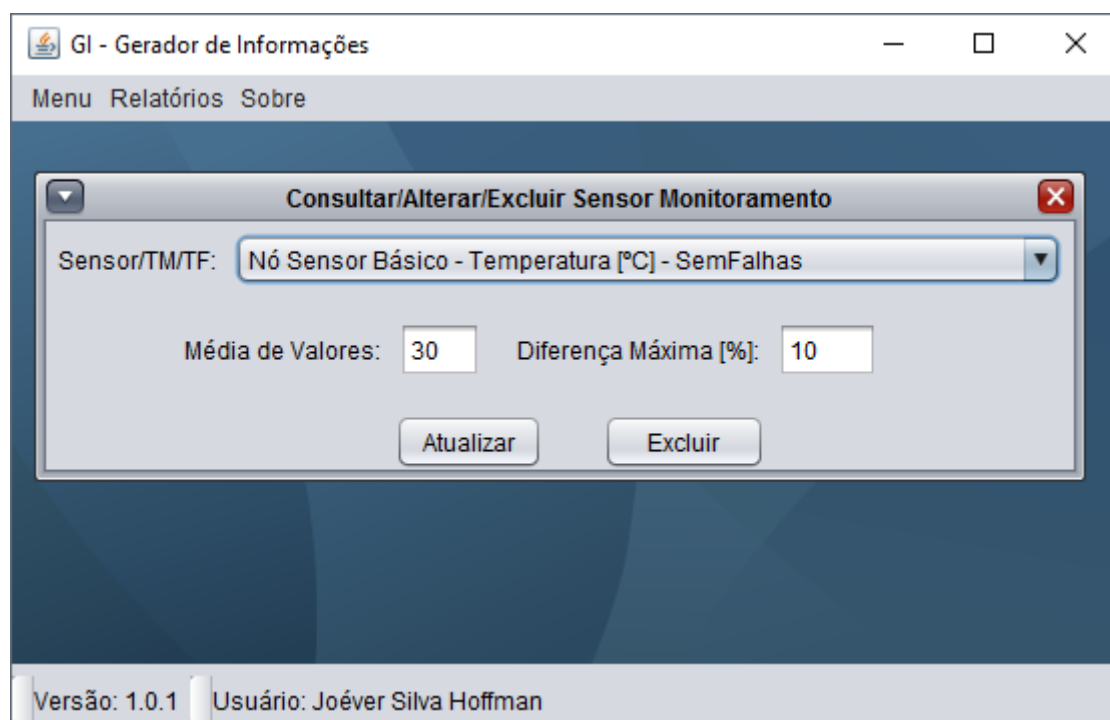 GI - Gerador de Informações
Menu Relatórios Sobre
Consultar/Alterar/Excluir Sensor Monitoramento
Sensor/TM/TF: Nó Sensor Básico - Temperatura [ºC] - SemFalhas
Média de Valores: 30 Diferença Máxima [%]: 10
Atualizar Excluir
Versão: 1.0.1 Usuário: Joéver Silva Hoffman